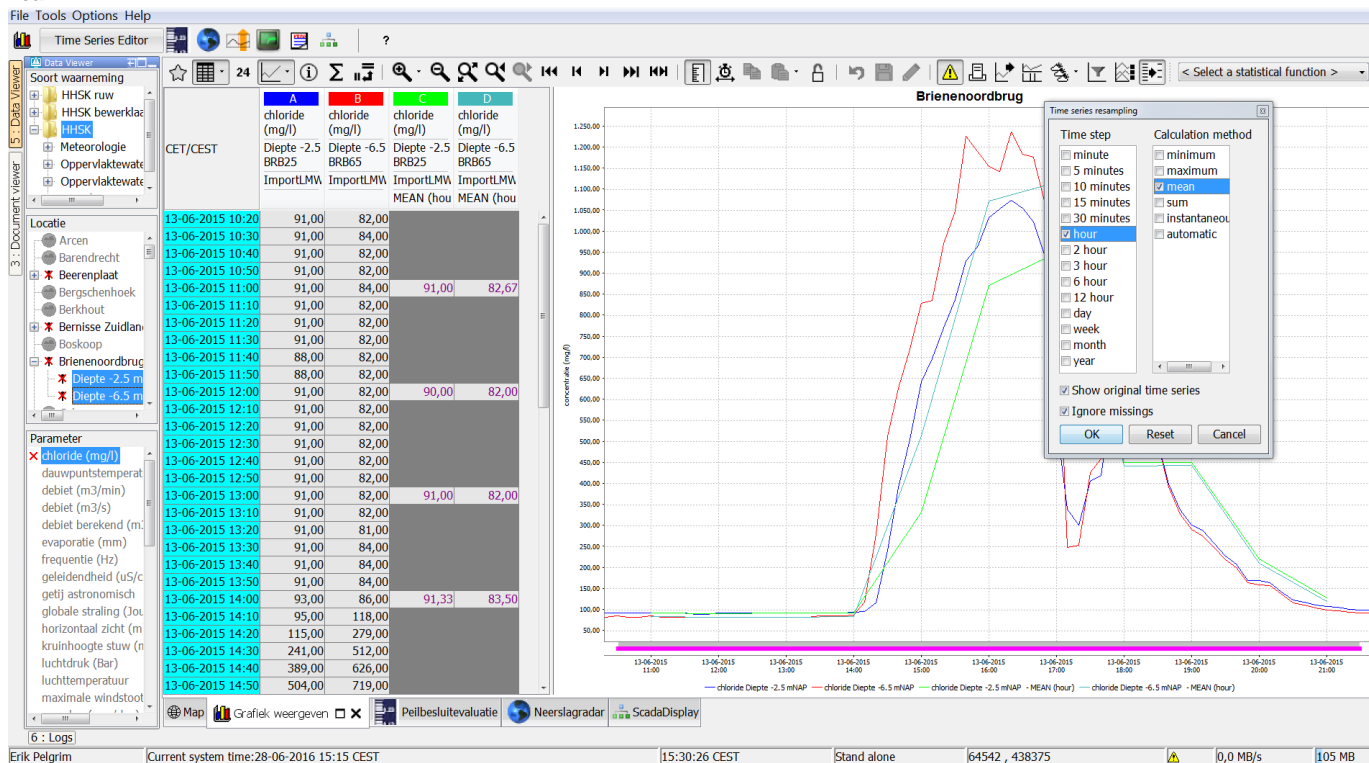 File Tools Options Help
Time Series Editor
?
5 : Data Viewer
3 : Document viewer
Data Viewer
Soort waarneming
HHSK ruw
HHSK bewerklaa
HHSK
Meteorologie
Oppervlaktewate
Oppervlaktewate
Locatie
Arcen
Barendrecht
Beerenplaat
Bergschenhoek
Berkhout
Bernisse Zuidlan
Boskoop
Brienenoordbrug
Diepte -2.5 m
Diepte -6.5 m
Parameter
chloride (mg/l)
dauwpuntstemperat
debiet (m3/min)
debiet (m3/s)
debiet berekend (m3
evaporatie (mm)
frequentie (Hz)
geleidendheid (uS/c
getij astronomisch
globale straling (Jou
horizontaal zicht (m
kruinhoogte stuw (m
luchtdruk (Bar)
luchttemperatuur
maximale windstoot
6 : Logs
24
< Select a statistical function >
A B C D
chloride chloride chloride chloride
(mg/l) (mg/l) (mg/l) (mg/l)
CET/CEST Diepte -2.5 Diepte -6.5 Diepte -2.5 Diepte -6.5
BRB25 BRB65 BRB25 BRB65
ImportLMW ImportLMW ImportLMW ImportLMW
MEAN (hou MEAN (hou
13-06-2015 10:20 91,00 82,00
13-06-2015 10:30 91,00 84,00
13-06-2015 10:40 91,00 82,00
13-06-2015 10:50 91,00 82,00
13-06-2015 11:00 91,00 84,00 91,00 82,67
13-06-2015 11:10 91,00 82,00
13-06-2015 11:20 91,00 82,00
13-06-2015 11:30 91,00 82,00
13-06-2015 11:40 88,00 82,00
13-06-2015 11:50 88,00 82,00
13-06-2015 12:00 91,00 82,00 90,00 82,00
13-06-2015 12:10 91,00 82,00
13-06-2015 12:20 91,00 82,00
13-06-2015 12:30 91,00 82,00
13-06-2015 12:40 91,00 82,00
13-06-2015 12:50 91,00 82,00
13-06-2015 13:00 91,00 82,00 91,00 82,00
13-06-2015 13:10 91,00 82,00
13-06-2015 13:20 91,00 81,00
13-06-2015 13:30 91,00 84,00
13-06-2015 13:40 91,00 84,00
13-06-2015 13:50 91,00 84,00
13-06-2015 14:00 93,00 86,00 91,33 83,50
13-06-2015 14:10 95,00 118,00
13-06-2015 14:20 115,00 279,00
13-06-2015 14:30 241,00 512,00
13-06-2015 14:40 389,00 626,00
13-06-2015 14:50 504,00 719,00
Brienenoordbrug
concentratie (mg/l)
1.250,00
1.200,00
1.150,00
1.100,00
1.050,00
1.000,00
950,00
900,00
850,00
800,00
750,00
700,00
650,00
600,00
550,00
500,00
450,00
400,00
350,00
300,00
250,00
200,00
150,00
100,00
50,00
13-06-2015 13-06-2015 13-06-2015 13-06-2015 13-06-2015 13-06-2015 13-06-2015 13-06-2015 13-06-2015 13-06-2015 13-06-2015
11:00 12:00 13:00 14:00 15:00 16:00 17:00 18:00 19:00 20:00 21:00
chloride Diepte -2.5 mNAP chloride Diepte -6.5 mNAP chloride Diepte -2.5 mNAP - MEAN (hour) chloride Diepte -6.5 mNAP - MEAN (hour)
Time series resampling
Time step Calculation method
minute minimum
5 minutes maximum
10 minutes mean
15 minutes sum
30 minutes instantaneou
hour automatic
2 hour
3 hour
6 hour
12 hour
day
week
month
year
Show original time series
Ignore missings
OK Reset Cancel
Map Grafiek weergeven Peilbesluitevaluatie Neerslagradar ScadaDisplay
Erik Pelgrim Current system time:28-06-2016 15:15 CEST 15:30:26 CEST Stand alone 64542 , 438375 0,0 MB/s 105 MB